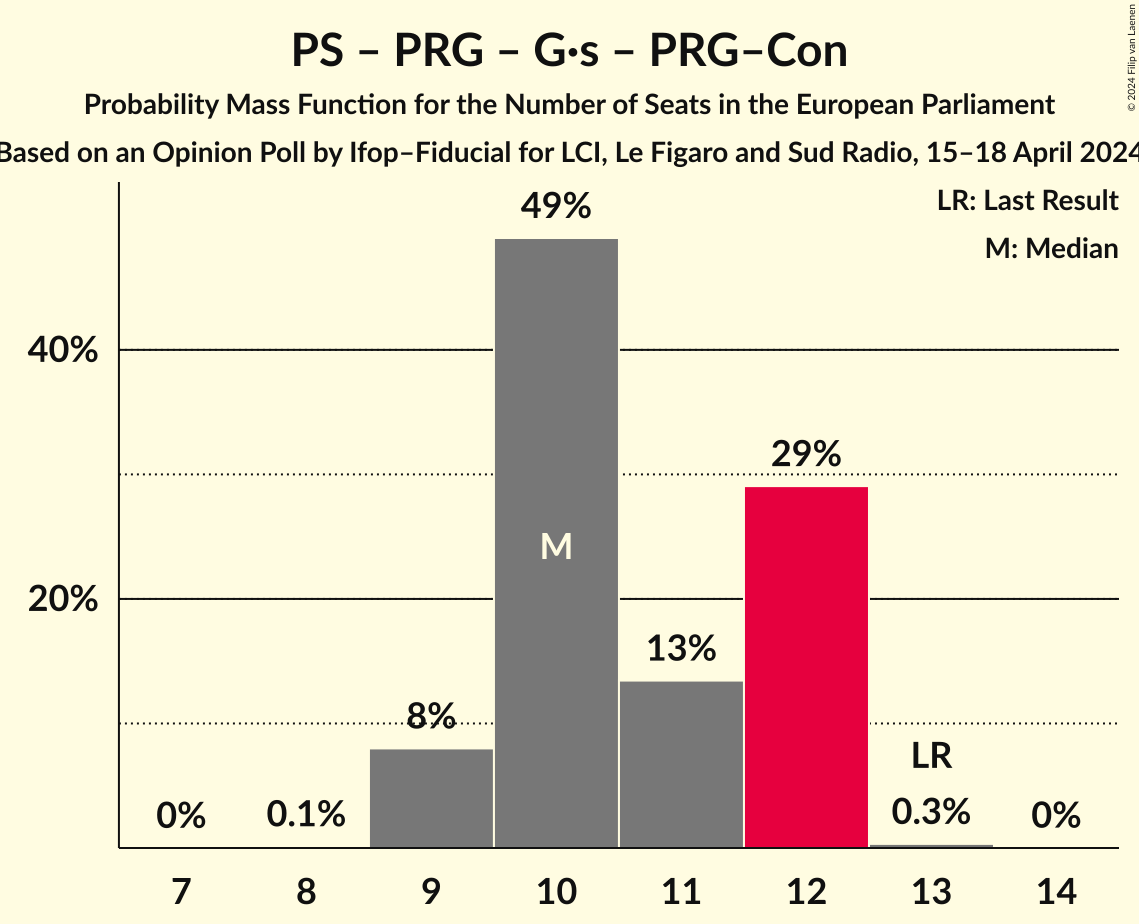 PS – PRG – G·s – PRG–Con
Probability Mass Function for the Number of Seats in the European Parliament
Based on an Opinion Poll by Ifop–Fiducial for LCI, Le Figaro and Sud Radio, 15–18 April 2024
© 2024 Filip van Laenen
LR: Last Result
M: Median
49%
40%
29%
M
20%
13%
8%
LR
0%
0.1%
0.3%
0%
7
8
9
10
11
12
13
14